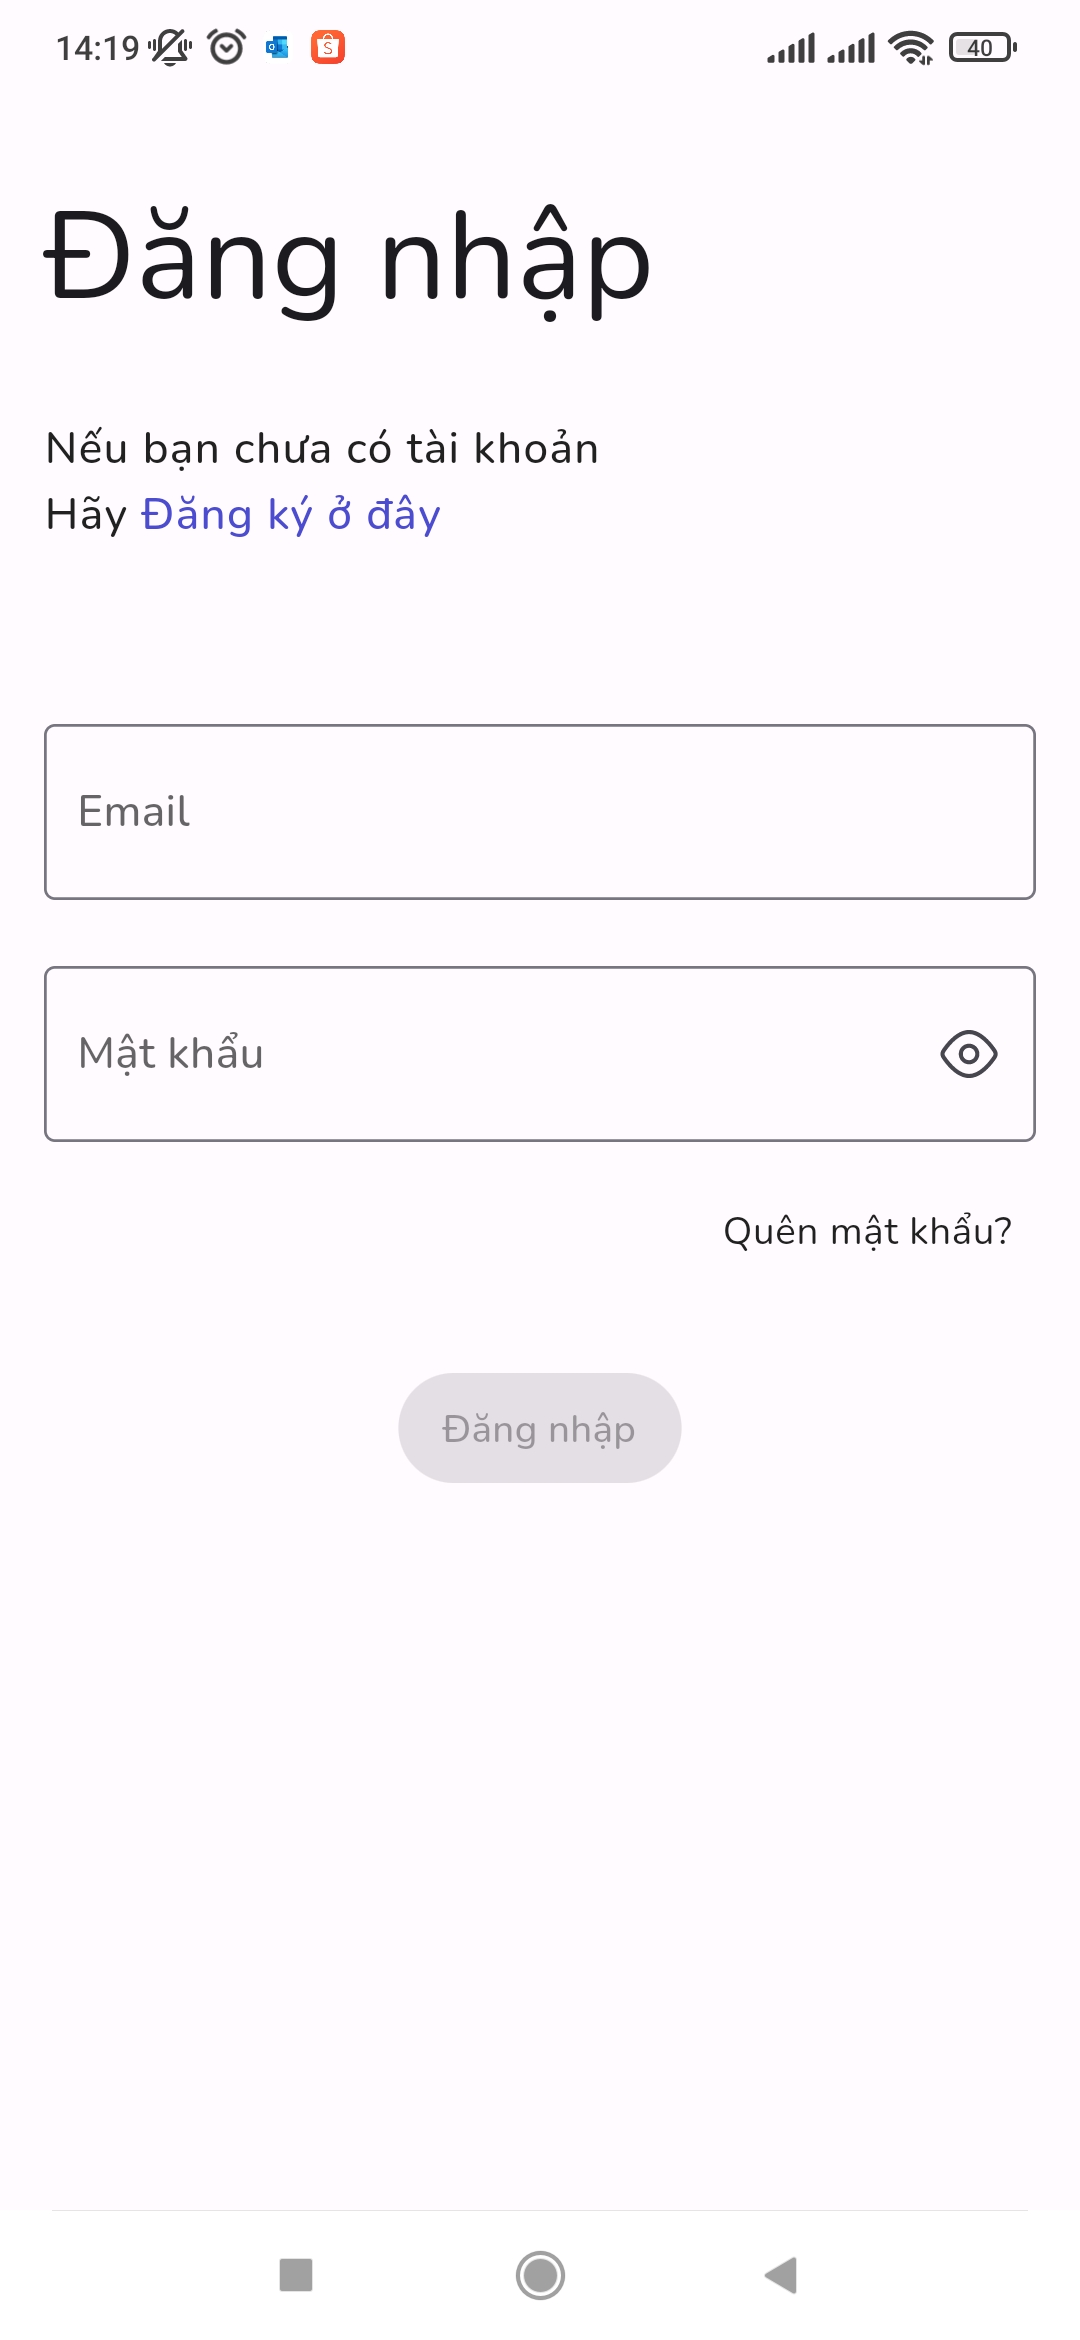 14:19
40
Đăng nhập
Nếu bạn chưa có tài khoản
Hãy Đăng ký ở đây
Email
Mật khẩu
Quên mật khẩu?
Đăng nhập